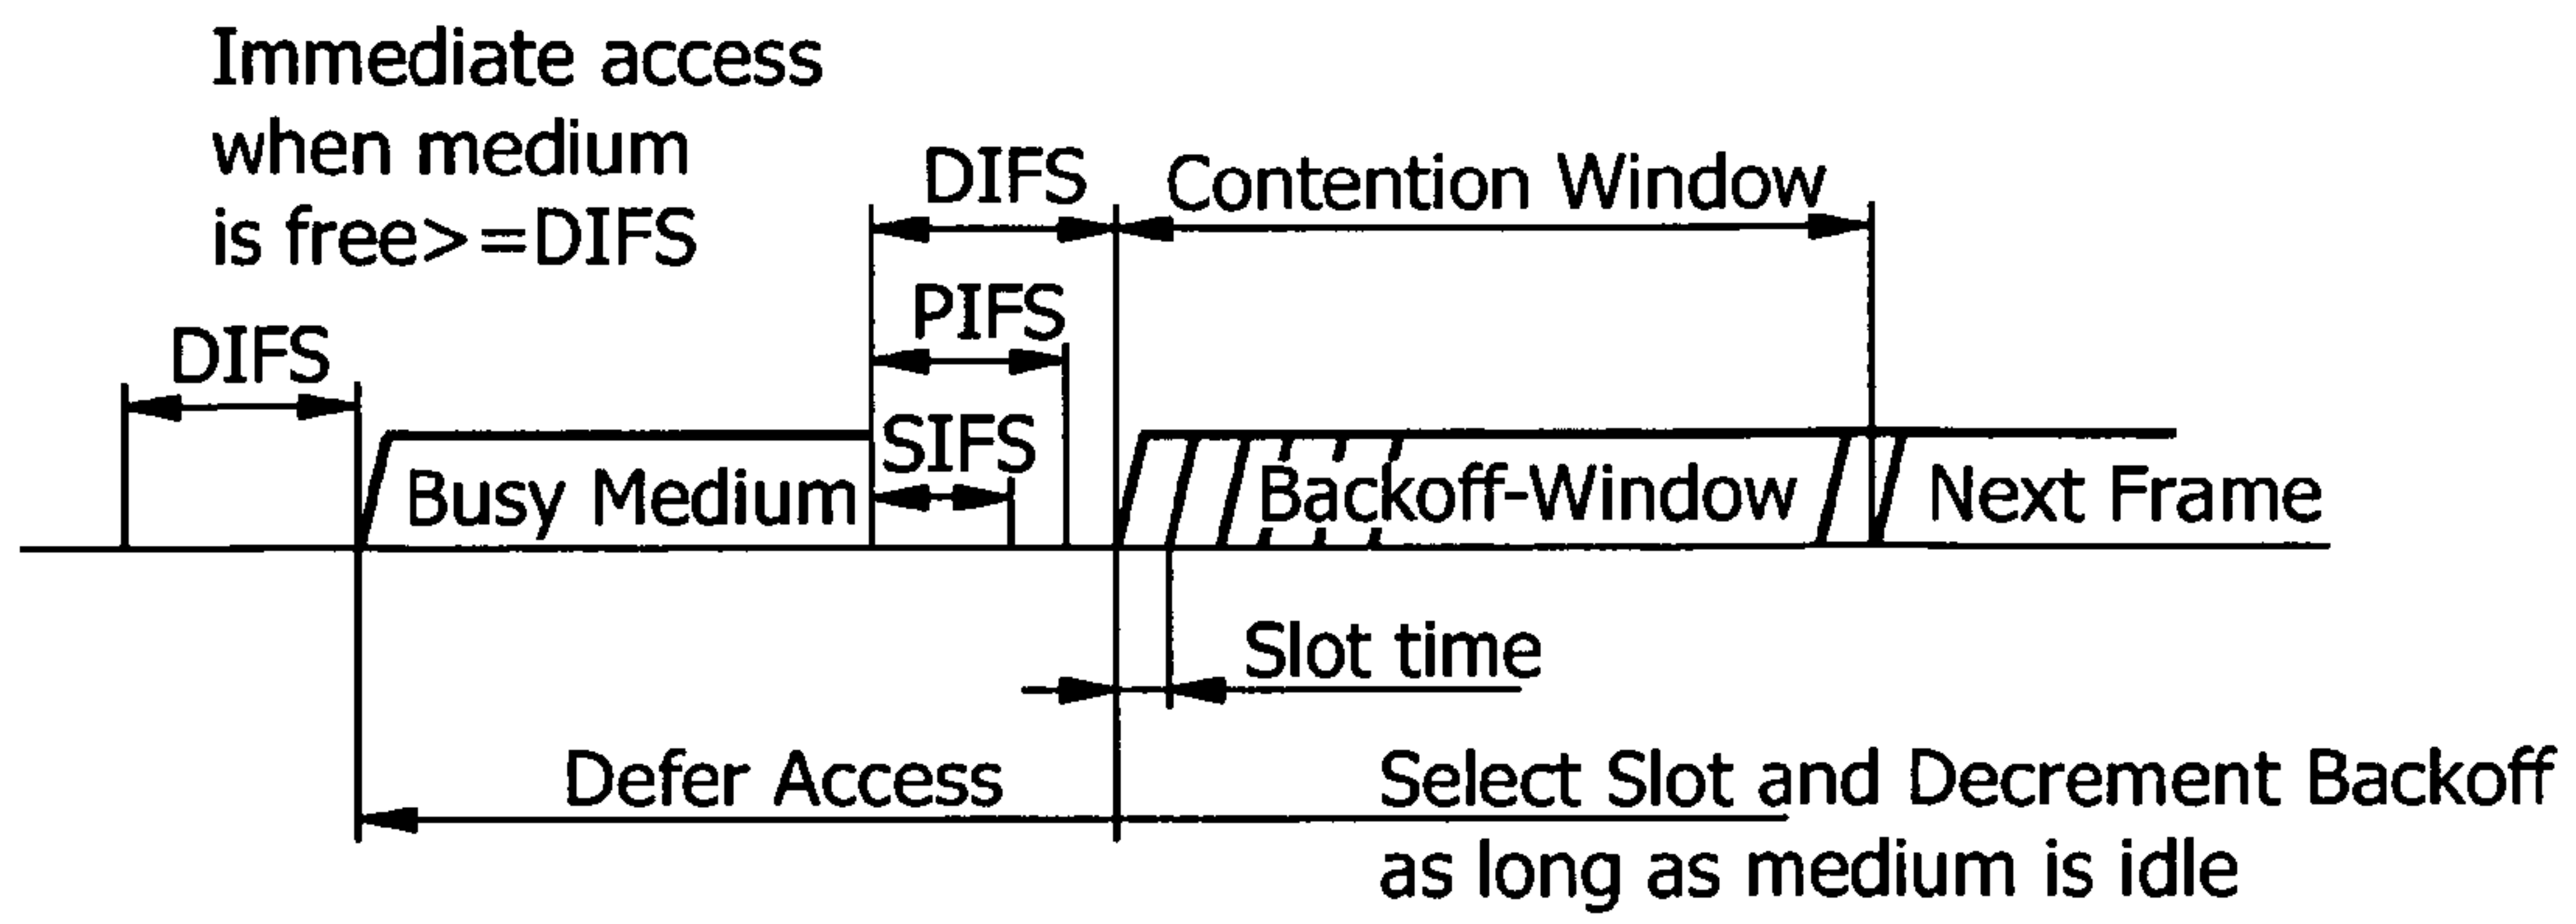 Immediate access
when medium
is free>=DIFS
DIFS
DIFS
Contention Window
PIFS
SIFS
Busy Medium
Backoff-Window
Next Frame
Slot time
Defer Access
Select Slot and Decrement Backoff
as long as medium is idle